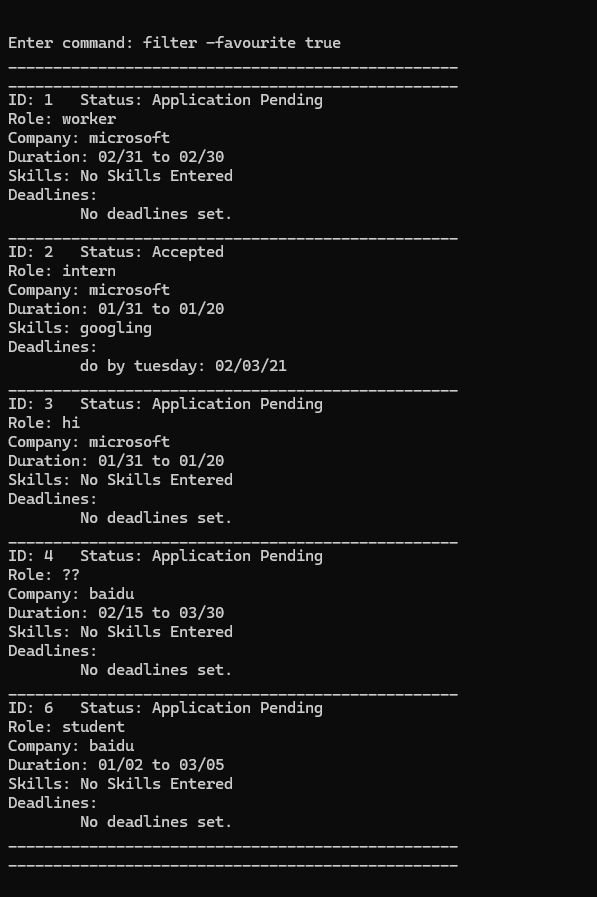 Enter command: filter -favourite true
__________________________________________________
__________________________________________________
ID: 1   Status: Application Pending
Role: worker
Company: microsoft
Duration: 02/31 to 02/30
Skills: No Skills Entered
Deadlines:
        No deadlines set.
__________________________________________________
ID: 2   Status: Accepted
Role: intern
Company: microsoft
Duration: 01/31 to 01/20
Skills: googling
Deadlines:
        do by tuesday: 02/03/21
__________________________________________________
ID: 3   Status: Application Pending
Role: hi
Company: microsoft
Duration: 01/31 to 01/20
Skills: No Skills Entered
Deadlines:
        No deadlines set.
__________________________________________________
ID: 4   Status: Application Pending
Role: ??
Company: baidu
Duration: 02/15 to 03/30
Skills: No Skills Entered
Deadlines:
        No deadlines set.
__________________________________________________
ID: 6   Status: Application Pending
Role: student
Company: baidu
Duration: 01/02 to 03/05
Skills: No Skills Entered
Deadlines:
        No deadlines set.
__________________________________________________
__________________________________________________